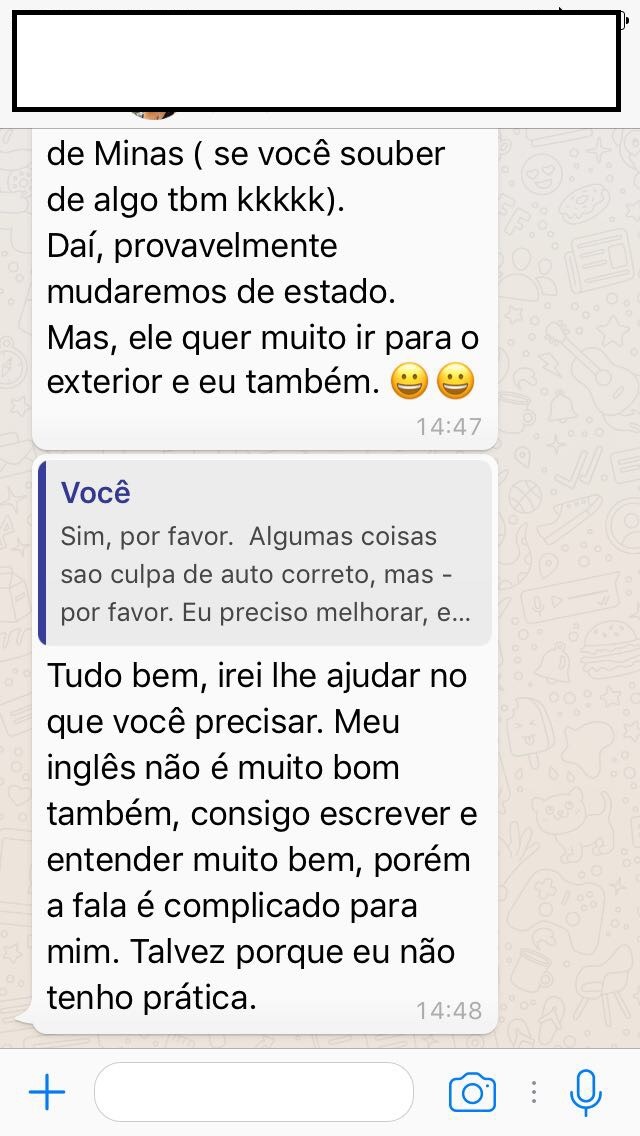 de Minas ( se você souber
de algo tbm kkkkk).
Daí, provavelmente
mudaremos de estado.
Mas, ele quer muito ir para o
exterior e eu também. 😀😀
14:47
Você
Sim, por favor.  Algumas coisas
sao culpa de auto correto, mas -
por favor. Eu preciso melhorar, e...
Tudo bem, irei lhe ajudar no
que você precisar. Meu
inglês não é muito bom
também, consigo escrever e
entender muito bem, porém
a fala é complicado para
mim. Talvez porque eu não
tenho prática.
14:48